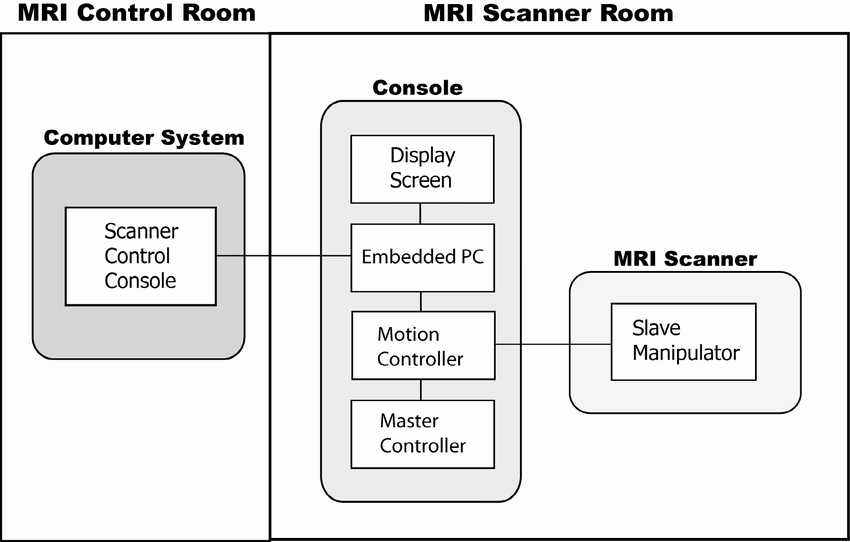 MRI Control Room
MRI Scanner Room
Console
Computer System
Display
Screen
Scanner
Control
Console
Embedded PC
MRI Scanner
Motion
Controller
Slave
Manipulator
Master
Controller